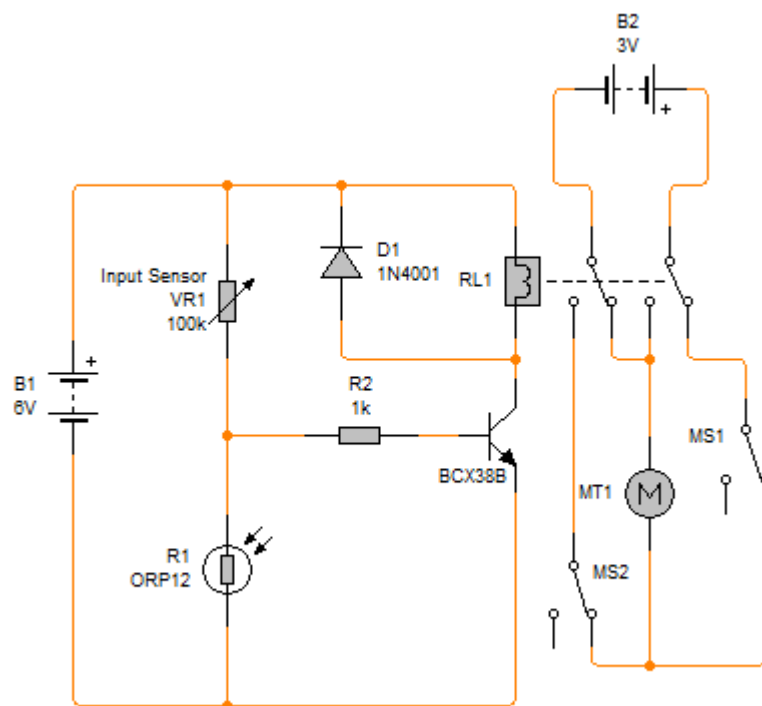 B2
3V
+
Input Sensor
VR1
100k
D1
1N4001
RL1
+
B1
6V
R2
1k
BCX38B
MS1
MT1
M
R1
ORP12
MS2